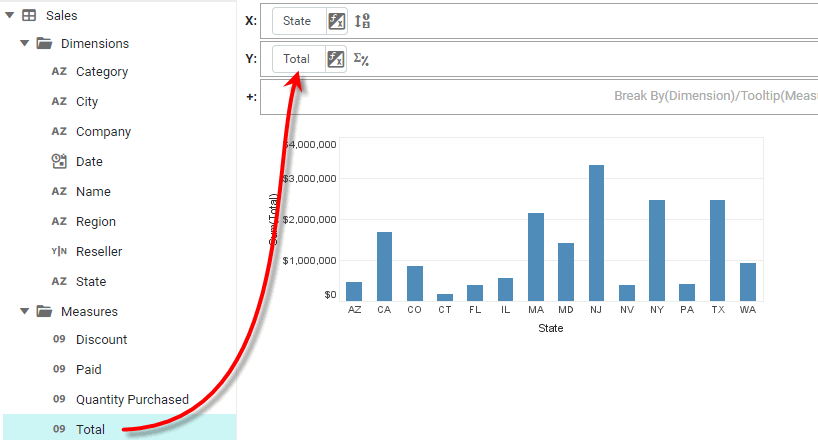 Sales
Dimensions
AZ Category
AZ City
AZ Company
Date
AZ Name
AZ Region
Y|N Reseller
AZ State
Measures
09 Discount
09 Paid
09 Quantity Purchased
09 Total
X: State
Y: Total
+: Break By(Dimension)/Tooltip(Meas
$4,000,000
$3,000,000
$2,000,000
$1,000,000
$0
Sum(Total)
AZ CA CO CT FL IL MA MD NJ NV NY PA TX WA
State